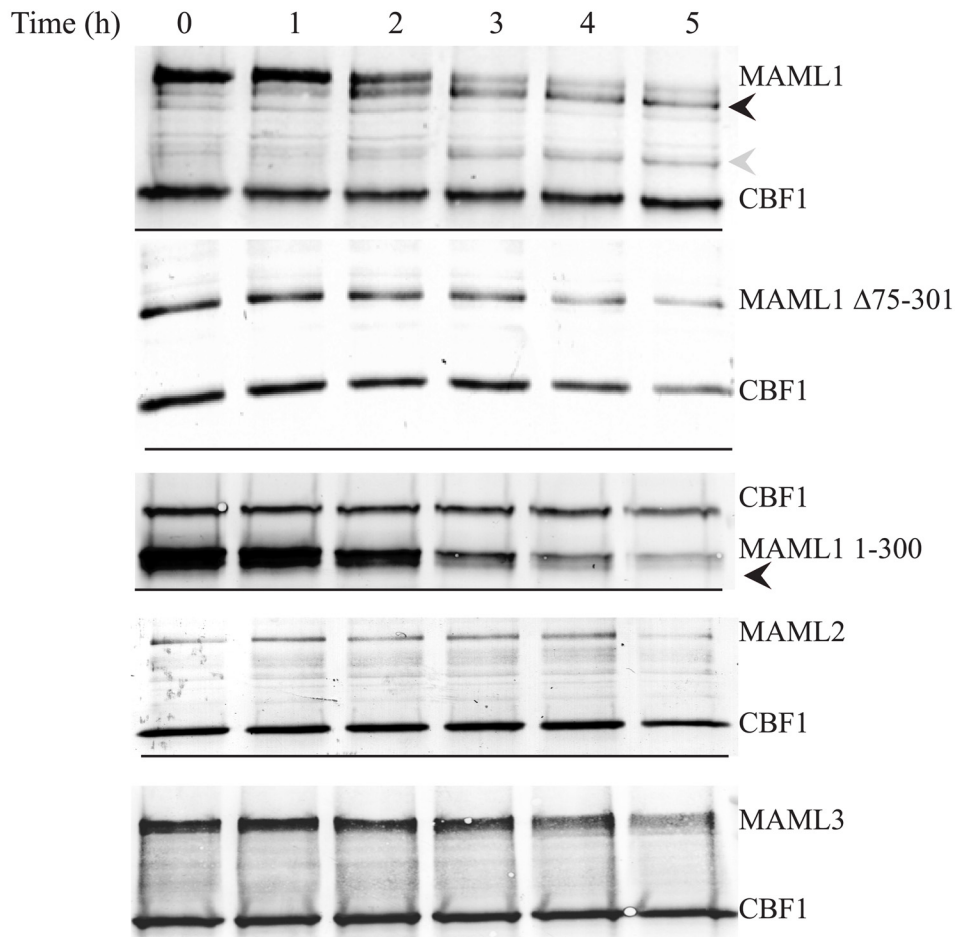 Time (h) 0 1 2 3 4 5
MAML1
CBF1
MAML1 Δ75-301
CBF1
CBF1
MAML1 1-300
MAML2
CBF1
MAML3
CBF1